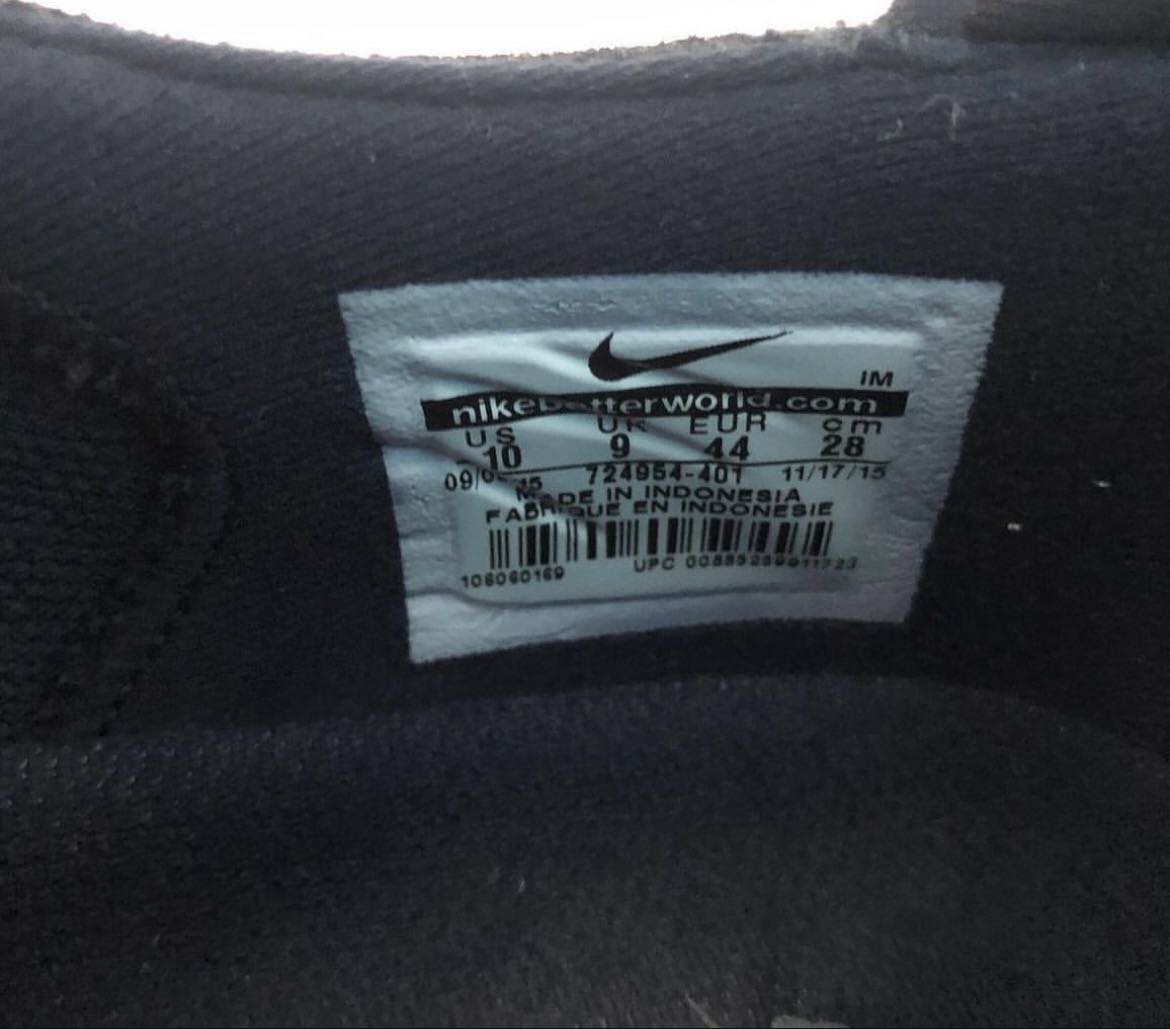 IM
nikebetterworld.com
US UK EUR cm
10 9 44 28
724954-401 11/17/15
MADE IN INDONESIA
FABRIQUE EN INDONESIE
106060169 UPC